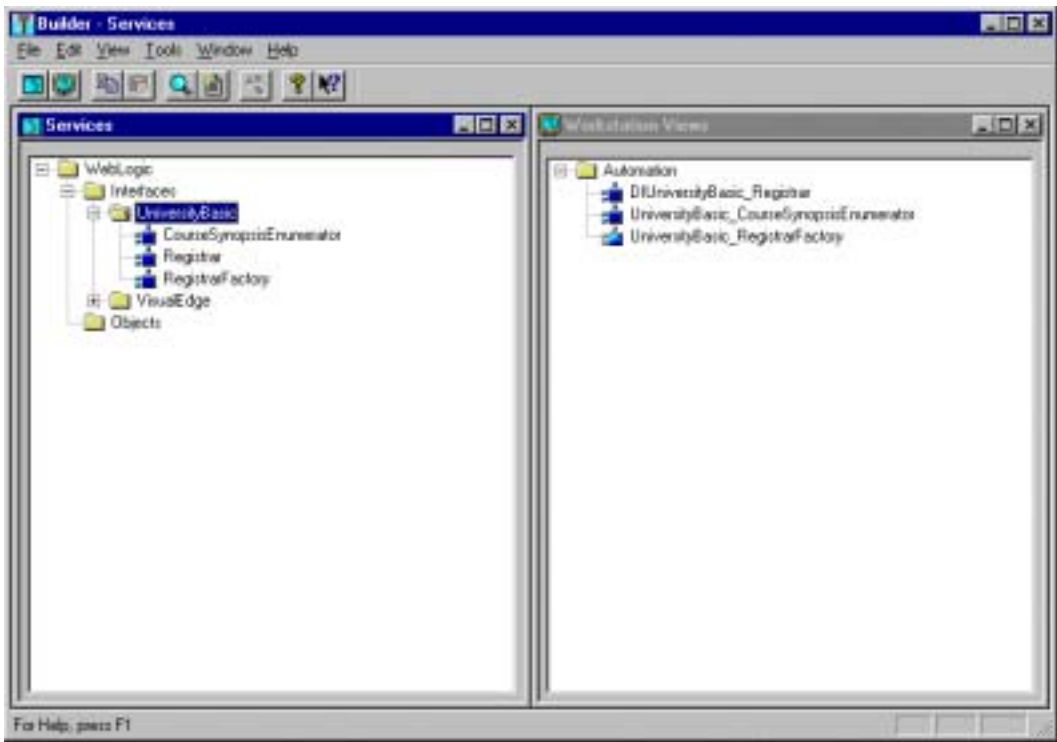 Builder - Services
File Edit View Tools Window Help
Services
WebLogic
Interfaces
UniversityBasic
CourseSynopsisEnumerator
Registrar
RegistrarFactory
VisualEdge
Objects
Workstation Views
Automation
DIUniversityBasic_Registrar
UniversityBasic_CourseSynopsisEnumerator
UniversityBasic_RegistrarFactory
For Help, press F1